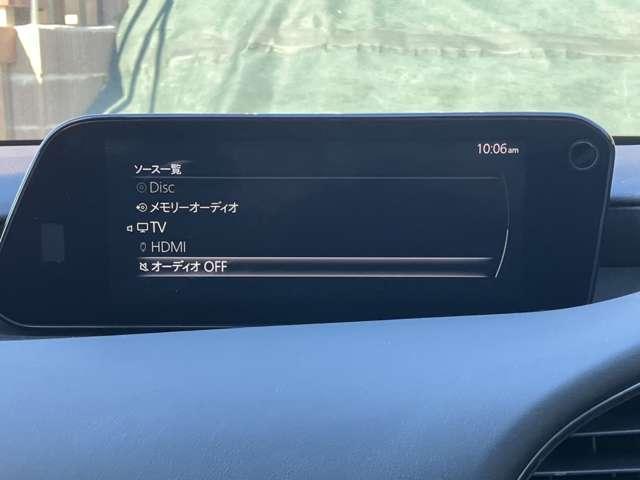 10:06am
ソース一覧
Disc
メモリーオーディオ
TV
HDMI
オーディオ OFF